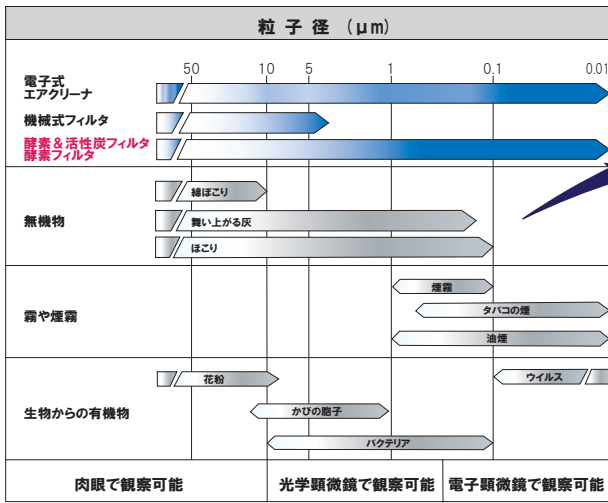 粒子径 (μm)
50 10 5 1 0.1 0.01
電子式
エアクリーナ
機械式フィルタ
酵素&活性炭フィルタ
酵素フィルタ
無機物
綿ぼこり
舞い上がる灰
ほこり
霧や煙霧
煙霧
タバコの煙
油煙
生物からの有機物
花粉
ウイルス
かびの胞子
バクテリア
肉眼で観察可能 光学顕微鏡で観察可能 電子顕微鏡で観察可能